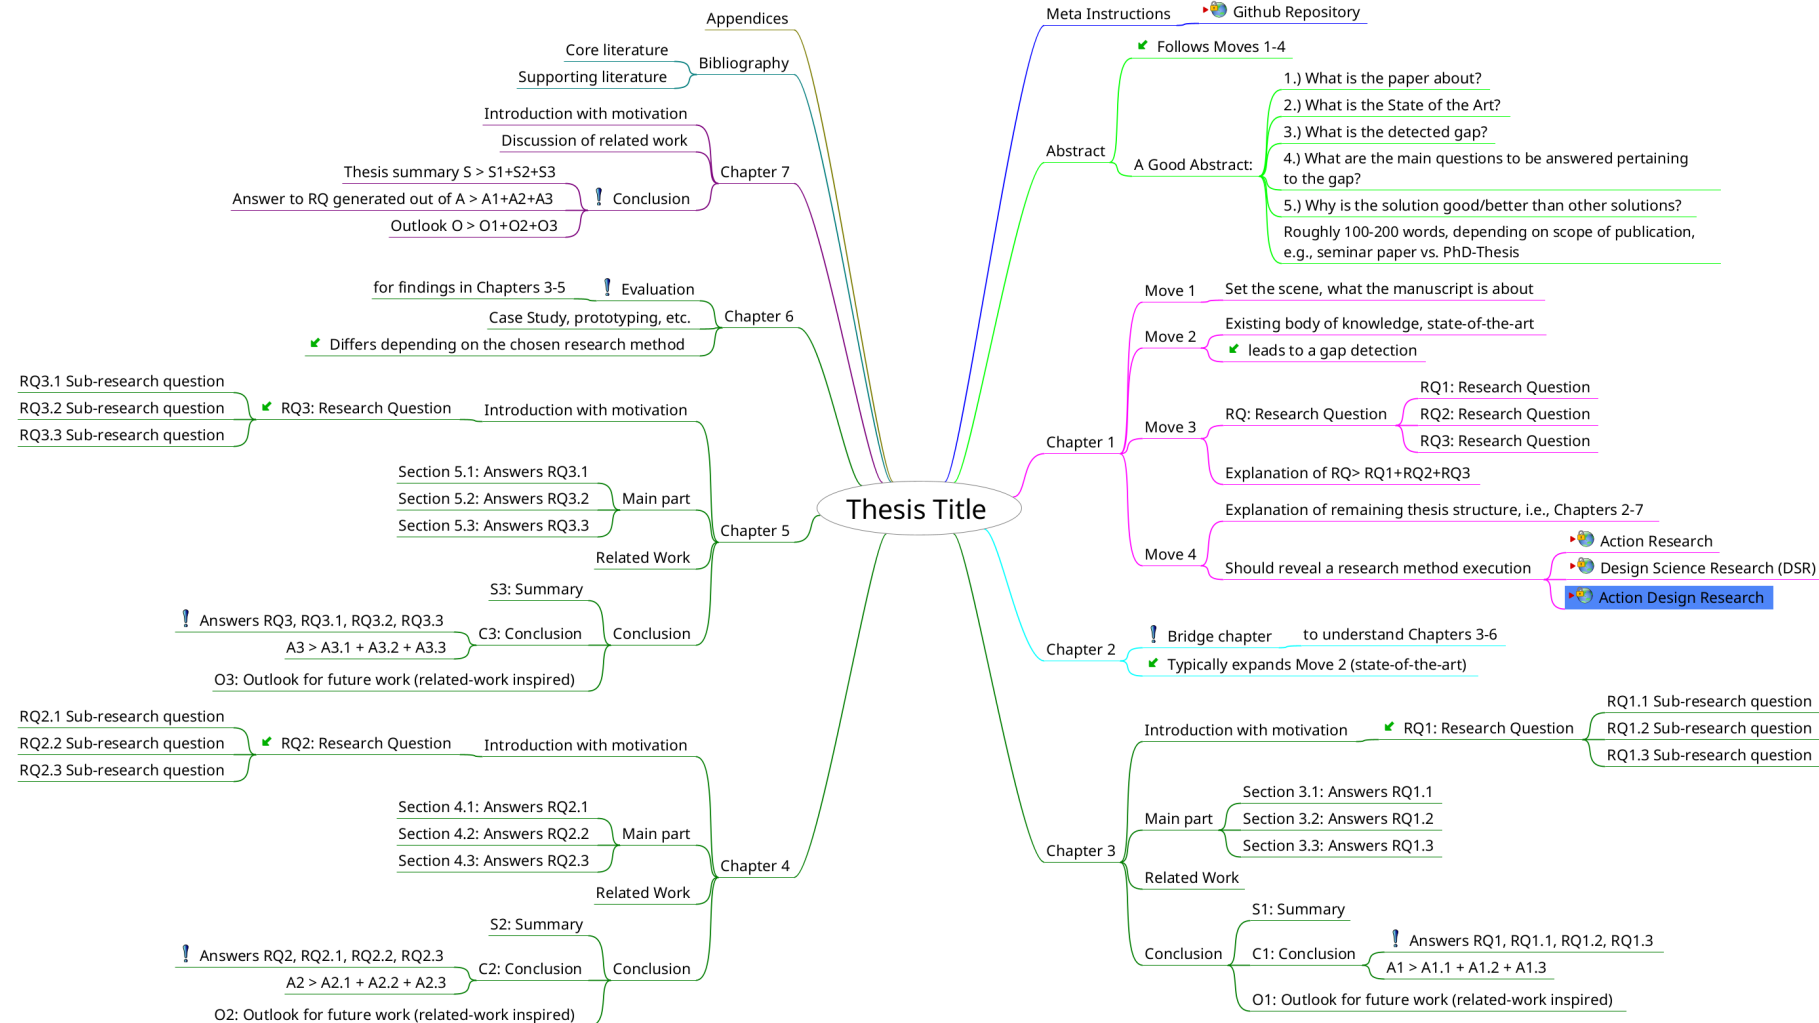 Thesis Title
Meta Instructions
Github Repository
Abstract
Follows Moves 1-4
A Good Abstract:
1.) What is the paper about?
2.) What is the State of the Art?
3.) What is the detected gap?
4.) What are the main questions to be answered pertaining
to the gap?
5.) Why is the solution good/better than other solutions?
Roughly 100-200 words, depending on scope of publication,
e.g., seminar paper vs. PhD-Thesis
Chapter 1
Move 1
Set the scene, what the manuscript is about
Move 2
Existing body of knowledge, state-of-the-art
leads to a gap detection
Move 3
RQ: Research Question
RQ1: Research Question
RQ2: Research Question
RQ3: Research Question
Explanation of RQ> RQ1+RQ2+RQ3
Move 4
Explanation of remaining thesis structure, i.e., Chapters 2-7
Should reveal a research method execution
Action Research
Design Science Research (DSR)
Action Design Research
Chapter 2
Bridge chapter
to understand Chapters 3-6
Typically expands Move 2 (state-of-the-art)
Chapter 3
Introduction with motivation
RQ1: Research Question
RQ1.1 Sub-research question
RQ1.2 Sub-research question
RQ1.3 Sub-research question
Main part
Section 3.1: Answers RQ1.1
Section 3.2: Answers RQ1.2
Section 3.3: Answers RQ1.3
Related Work
Conclusion
S1: Summary
C1: Conclusion
Answers RQ1, RQ1.1, RQ1.2, RQ1.3
A1 > A1.1 + A1.2 + A1.3
O1: Outlook for future work (related-work inspired)
Appendices
Bibliography
Core literature
Supporting literature
Chapter 7
Introduction with motivation
Discussion of related work
Conclusion
Thesis summary S > S1+S2+S3
Answer to RQ generated out of A > A1+A2+A3
Outlook O > O1+O2+O3
Chapter 6
Evaluation
for findings in Chapters 3-5
Case Study, prototyping, etc.
Differs depending on the chosen research method
Chapter 5
Introduction with motivation
RQ3: Research Question
RQ3.1 Sub-research question
RQ3.2 Sub-research question
RQ3.3 Sub-research question
Main part
Section 5.1: Answers RQ3.1
Section 5.2: Answers RQ3.2
Section 5.3: Answers RQ3.3
Related Work
Conclusion
S3: Summary
C3: Conclusion
Answers RQ3, RQ3.1, RQ3.2, RQ3.3
A3 > A3.1 + A3.2 + A3.3
O3: Outlook for future work (related-work inspired)
Chapter 4
Introduction with motivation
RQ2: Research Question
RQ2.1 Sub-research question
RQ2.2 Sub-research question
RQ2.3 Sub-research question
Main part
Section 4.1: Answers RQ2.1
Section 4.2: Answers RQ2.2
Section 4.3: Answers RQ2.3
Related Work
Conclusion
S2: Summary
C2: Conclusion
Answers RQ2, RQ2.1, RQ2.2, RQ2.3
A2 > A2.1 + A2.2 + A2.3
O2: Outlook for future work (related-work inspired)